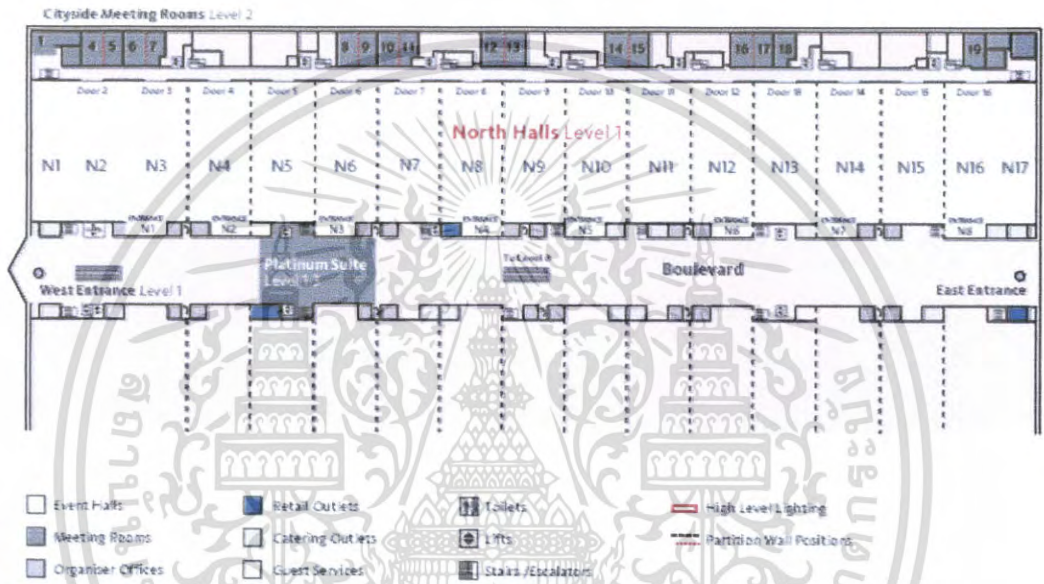 Cityside Meeting Rooms Level 2
1 4 5 6 7 8 9 10 11 12 13 14 15 16 17 18 19
Door 2 Door 3 Door 4 Door 5 Door 6 Door 7 Door 8 Door 9 Door 10 Door 11 Door 12 Door 13 Door 14 Door 15 Door 16
North Halls Level 1
N1 N2 N3 N4 N5 N6 N7 N8 N9 N10 N11 N12 N13 N14 N15 N16 N17
ENTRANCE ENTRANCE ENTRANCE ENTRANCE ENTRANCE ENTRANCE ENTRANCE ENTRANCE
N1 N2 N3 N4 N5 N6 N7 N8
Platinum Suite
To Level 0
Boulevard
West Entrance Level 1
East Entrance
Event Halls
Retail Outlets
Toilets
High Level Lighting
Meeting Rooms
Catering Outlets
Lifts
Partition Wall Positions
Organiser Offices
Guest Services
Stairs / Escalators